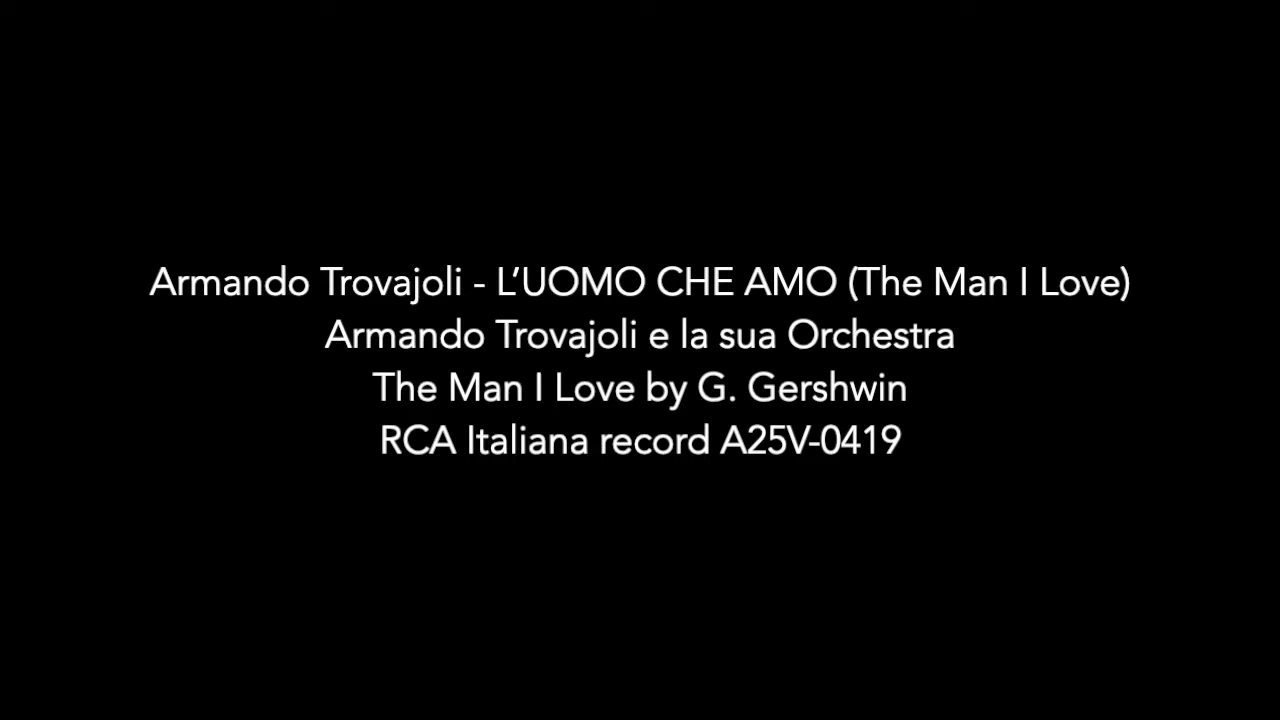 Armando Trovajoli - L’UOMO CHE AMO (The Man I Love)
Armando Trovajoli e la sua Orchestra
The Man I Love by G. Gershwin
RCA Italiana record A25V-0419